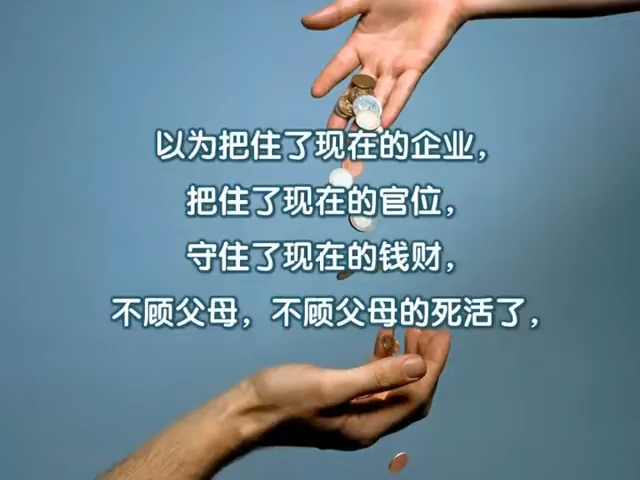 以为把住了现在的企业，
把住了现在的官位，
守住了现在的钱财，
不顾父母，不顾父母的死活了，